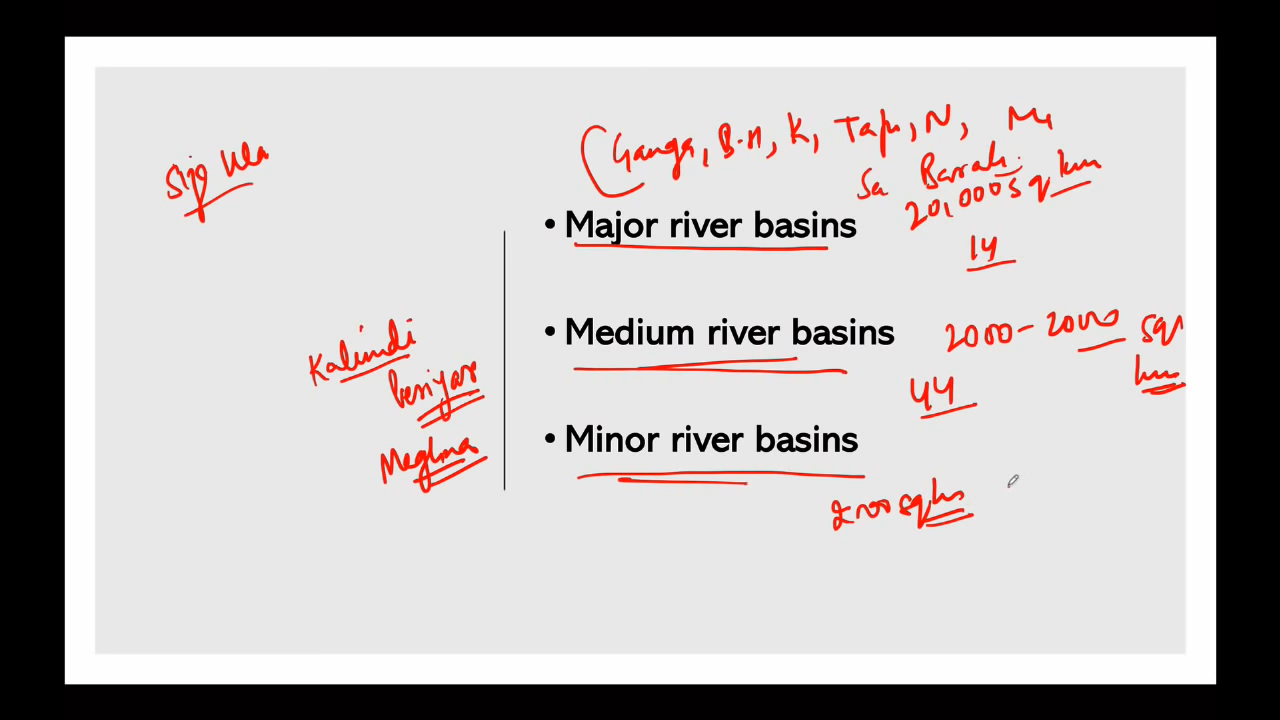 Ganga, B.H, K, Tapi, N, M
Sa Barak
20,000 sq km
• Major river basins
14
• Medium river basins
2000-20000 sq
km
44
• Minor river basins
2000 sq km
Kalindi
Periyar
Meghna